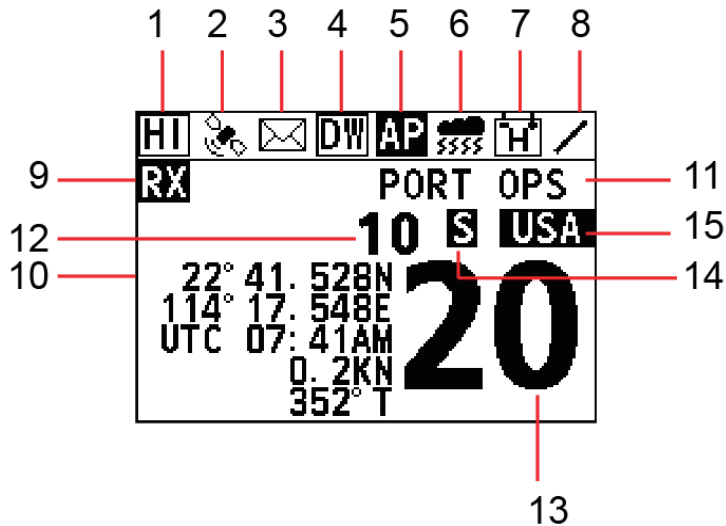 1 2 3 4 5 6 7 8
HI DW AP H
9 RX PORT OPS 11
12 10 S USA 15
10 22° 41. 528N 20 14
114° 17. 548E
UTC 07: 41AM
0. 2KN
352° T
13